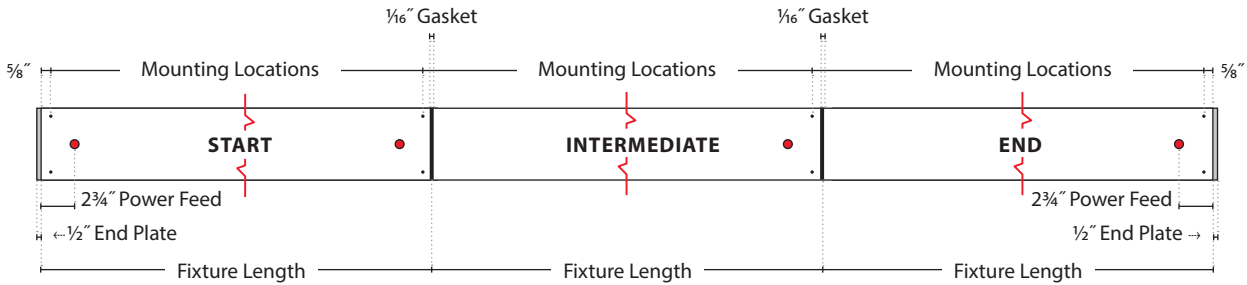 1⁄16˝ Gasket 1⁄16˝ Gasket
5⁄8˝ Mounting Locations Mounting Locations Mounting Locations 5⁄8˝
START INTERMEDIATE END
2¾˝ Power Feed 2¾˝ Power Feed
½˝ End Plate ½˝ End Plate
Fixture Length Fixture Length Fixture Length